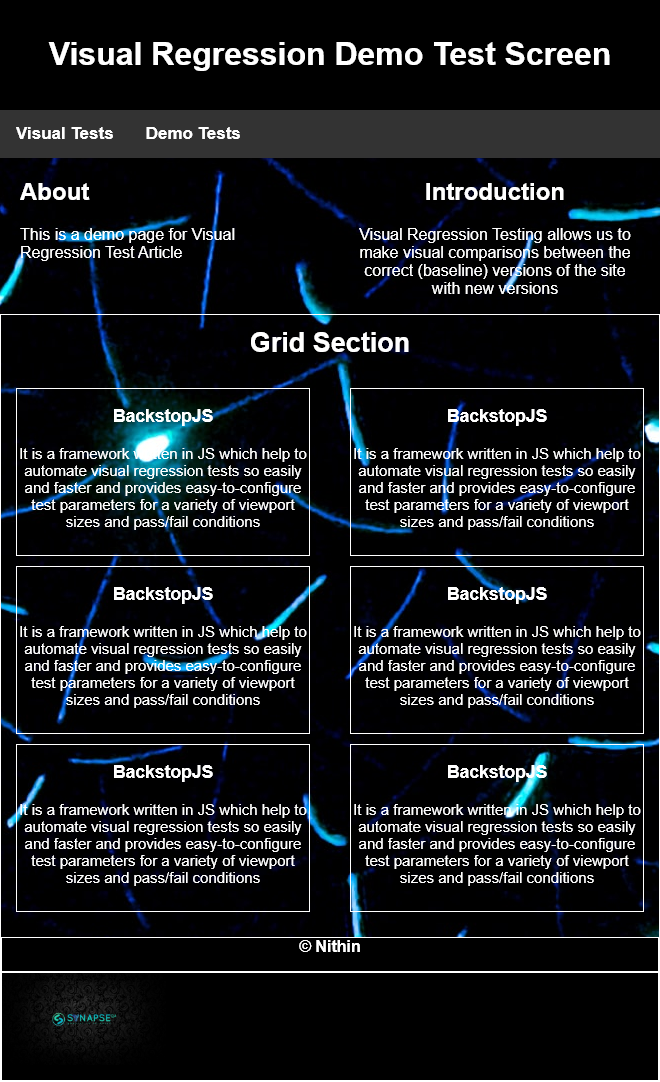 Visual Regression Demo Test Screen
Visual Tests
Demo Tests
About
This is a demo page for Visual
Regression Test Article
Introduction
Visual Regression Testing allows us to
make visual comparisons between the
correct (baseline) versions of the site
with new versions
Grid Section
BackstopJS
It is a framework written in JS which help to
automate visual regression tests so easily
and faster and provides easy-to-configure
test parameters for a variety of viewport
sizes and pass/fail conditions
BackstopJS
It is a framework written in JS which help to
automate visual regression tests so easily
and faster and provides easy-to-configure
test parameters for a variety of viewport
sizes and pass/fail conditions
BackstopJS
It is a framework written in JS which help to
automate visual regression tests so easily
and faster and provides easy-to-configure
test parameters for a variety of viewport
sizes and pass/fail conditions
BackstopJS
It is a framework written in JS which help to
automate visual regression tests so easily
and faster and provides easy-to-configure
test parameters for a variety of viewport
sizes and pass/fail conditions
BackstopJS
It is a framework written in JS which help to
automate visual regression tests so easily
and faster and provides easy-to-configure
test parameters for a variety of viewport
sizes and pass/fail conditions
BackstopJS
It is a framework written in JS which help to
automate visual regression tests so easily
and faster and provides easy-to-configure
test parameters for a variety of viewport
sizes and pass/fail conditions
© Nithin
SYNAPSE